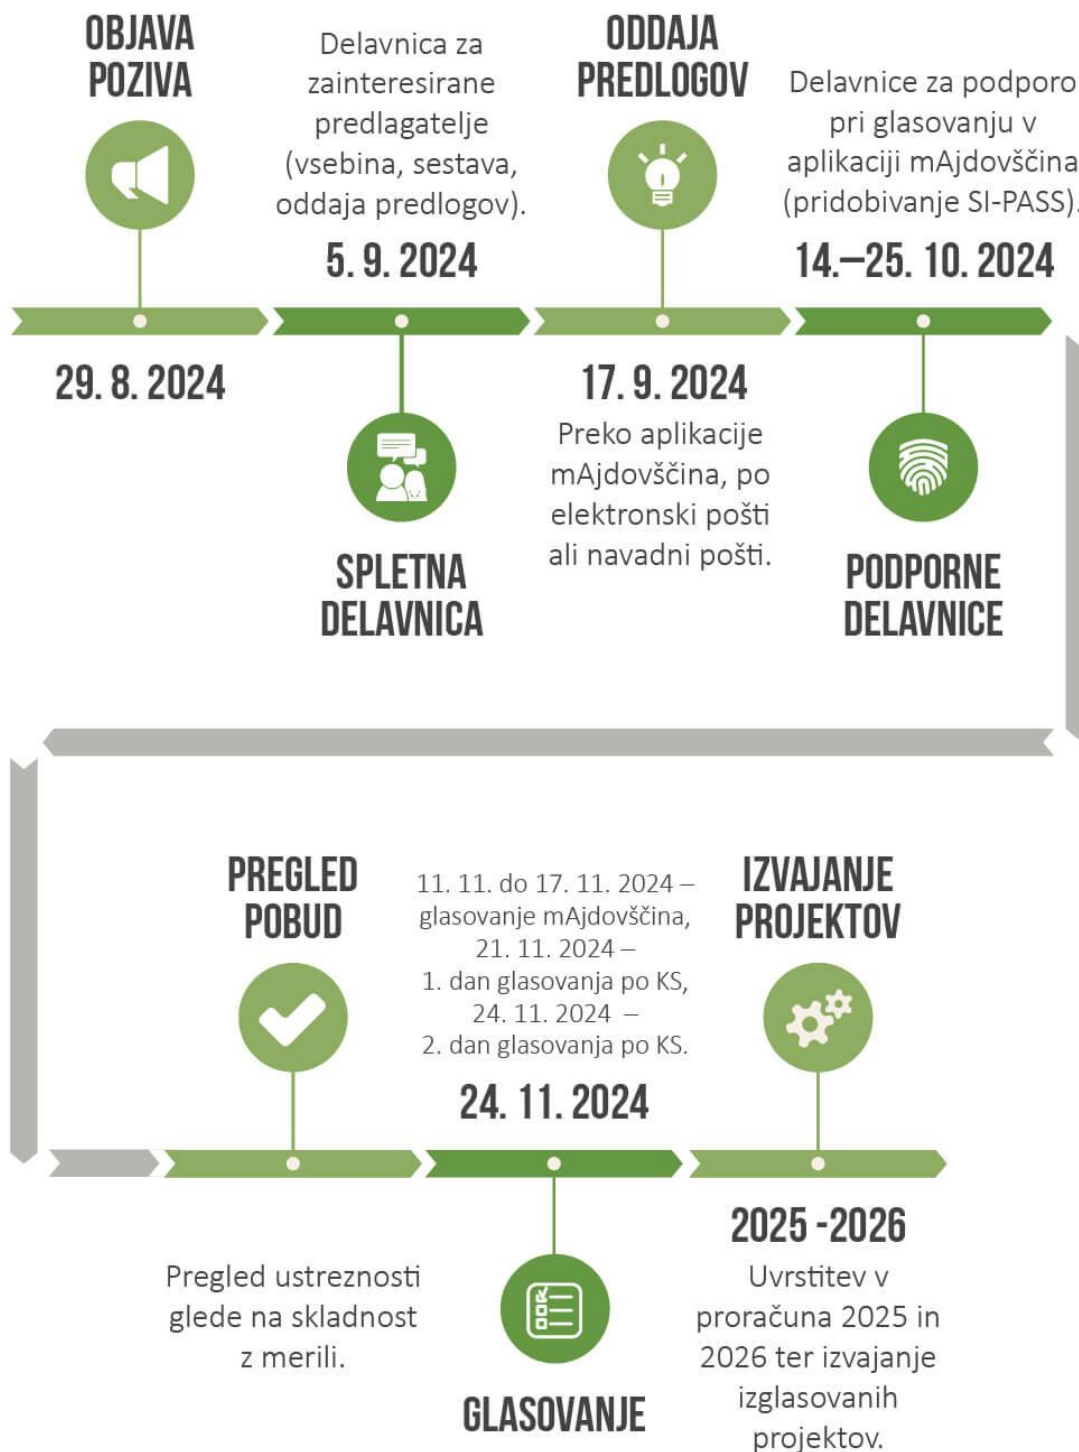 OBJAVA
POZIVA
29. 8. 2024
Delavnica za
zainteresirane
predlagatelje
(vsebina, sestava,
oddaja predlogov).
5. 9. 2024
SPLETNA
DELAVNICA
ODDAJA
PREDLOGOV
17. 9. 2024
Preko aplikacije
mAjdovščina, po
elektronski pošti
ali navadni pošti.
Delavnice za podporo
pri glasovanju v
aplikaciji mAjdovščina
(pridobivanje SI-PASS).
14.–25. 10. 2024
PODPORNE
DELAVNICE
PREGLED
POBUD
Pregled ustreznosti
glede na skladnost
z merili.
11. 11. do 17. 11. 2024 –
glasovanje mAjdovščina,
21. 11. 2024 –
1. dan glasovanja po KS,
24. 11. 2024 –
2. dan glasovanja po KS.
24. 11. 2024
GLASOVANJE
IZVAJANJE
PROJEKTOV
2025 -2026
Uvrstitev v
proračuna 2025 in
2026 ter izvajanje
izglasovanih
projektov.